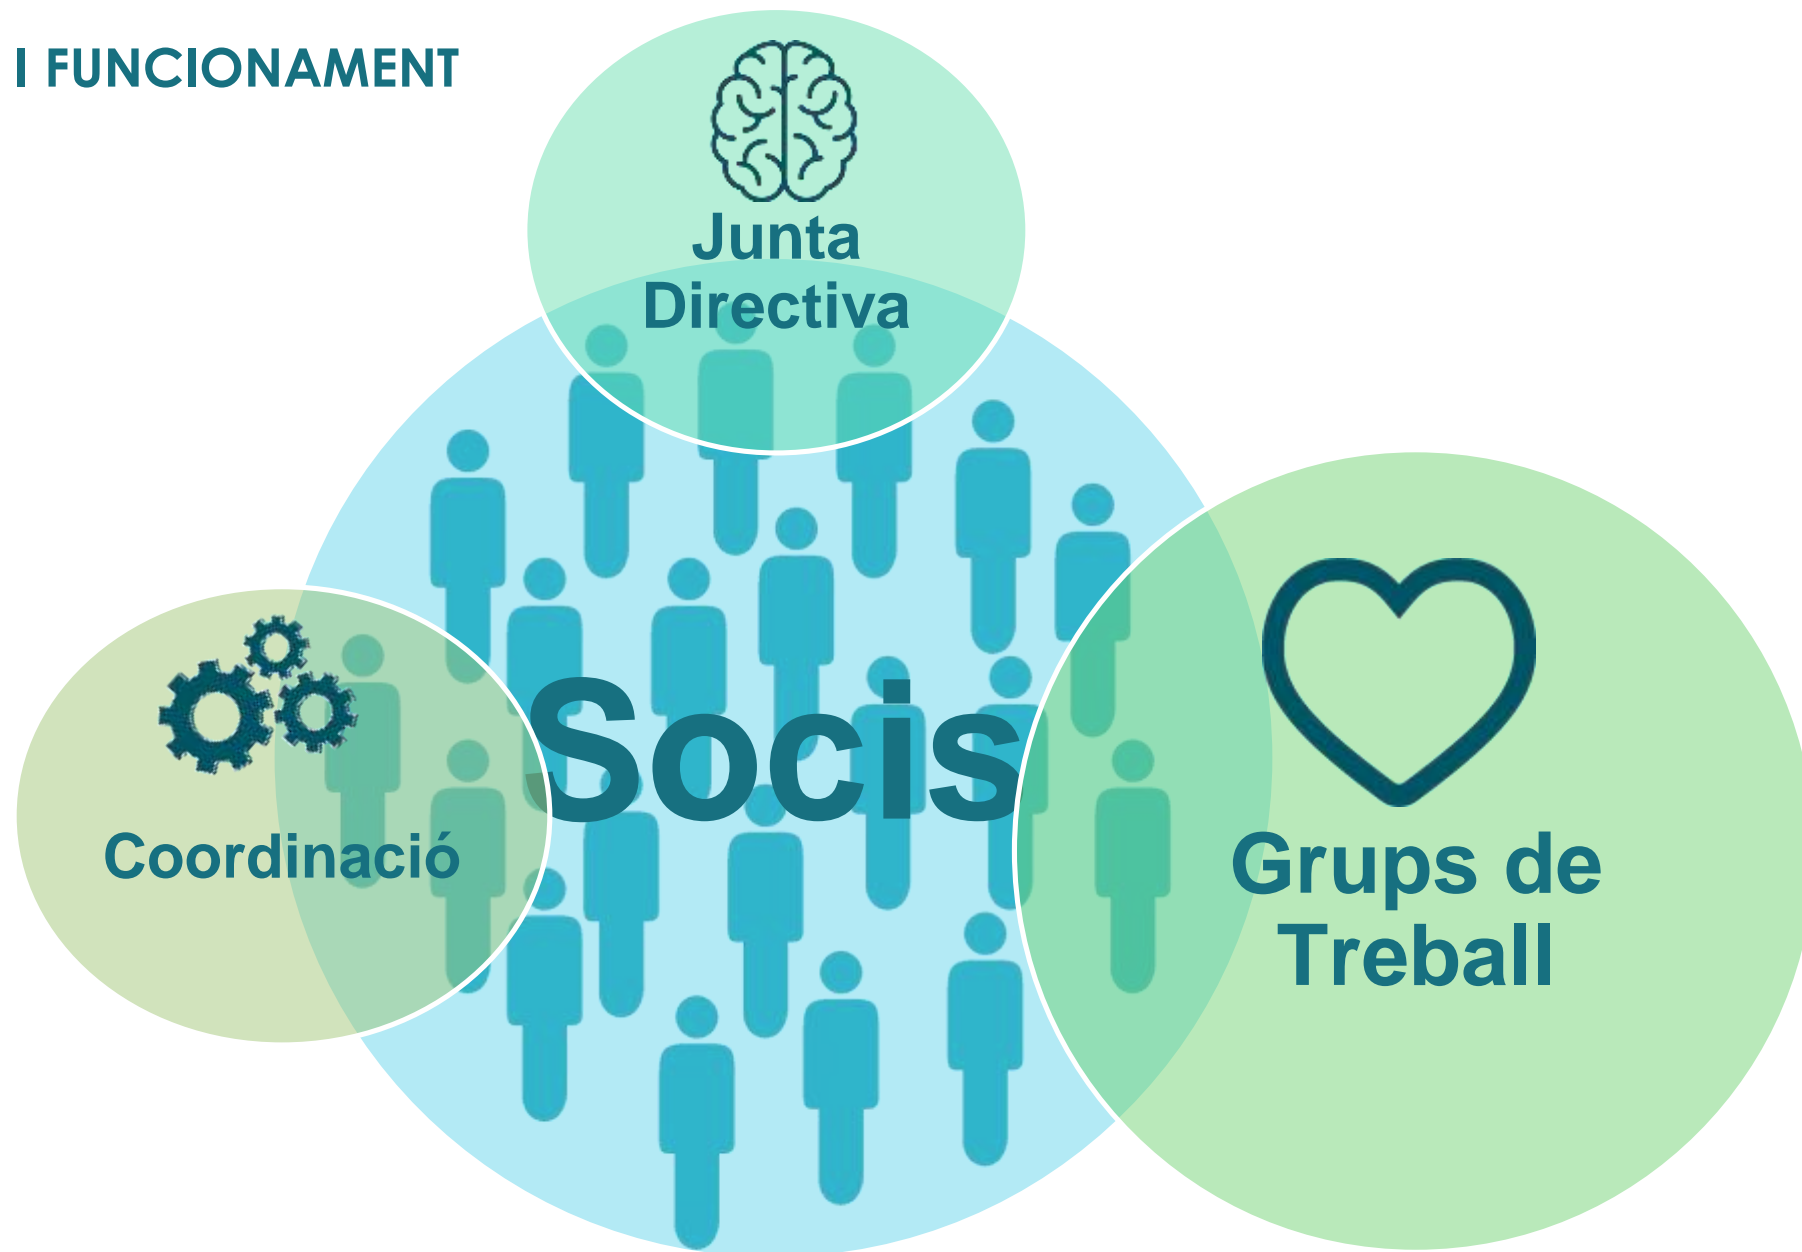 I FUNCIONAMENT
Junta
Directiva
Socis
Coordinació
Grups de
Treball